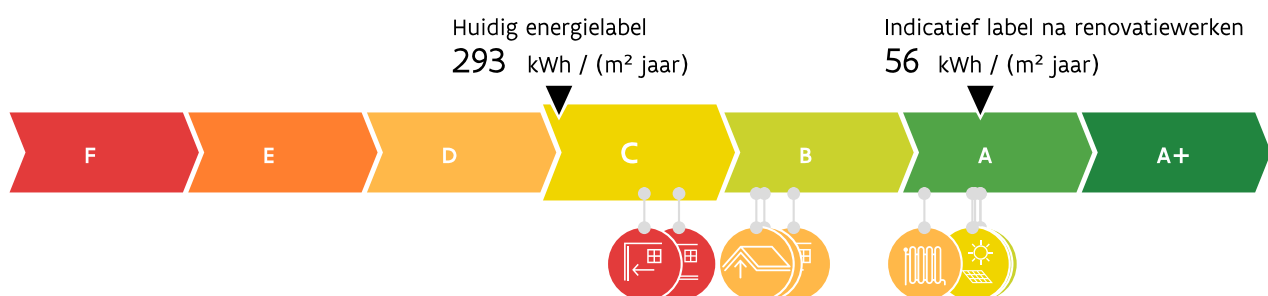 Huidig energielabel
293 kWh / (m² jaar)
Indicatief label na renovatiewerken
56 kWh / (m² jaar)
F
E
D
C
B
A
A+